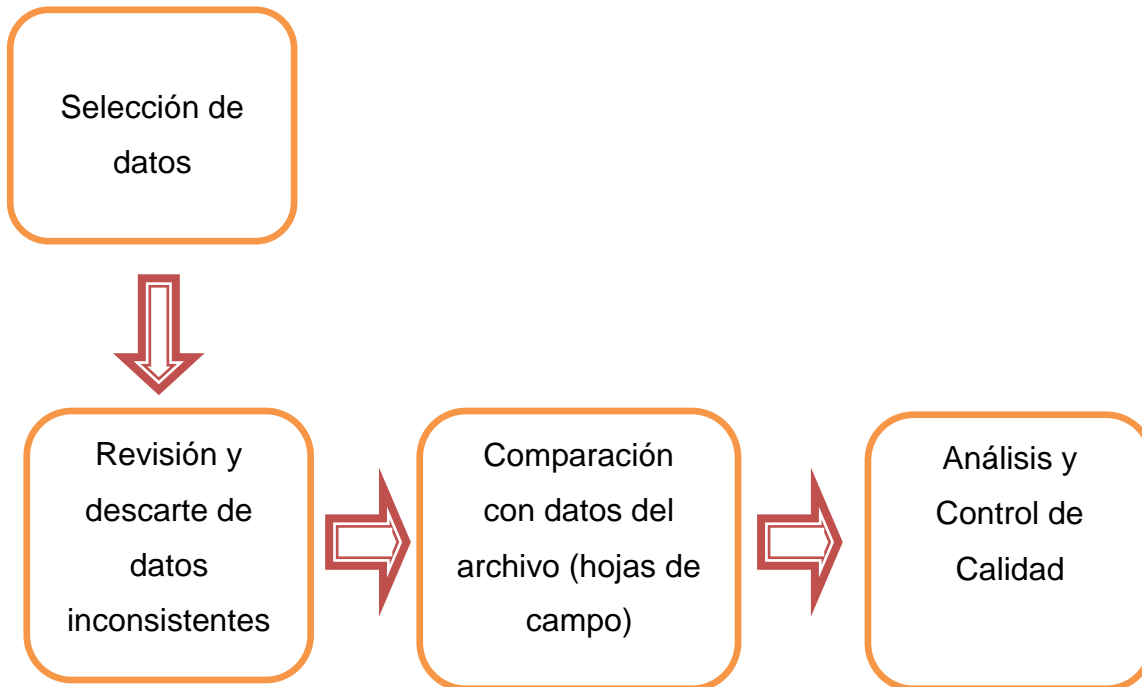 Selección de
datos
Revisión y
descarte de
datos
inconsistentes
Comparación
con datos del
archivo (hojas de
campo)
Análisis y
Control de
Calidad